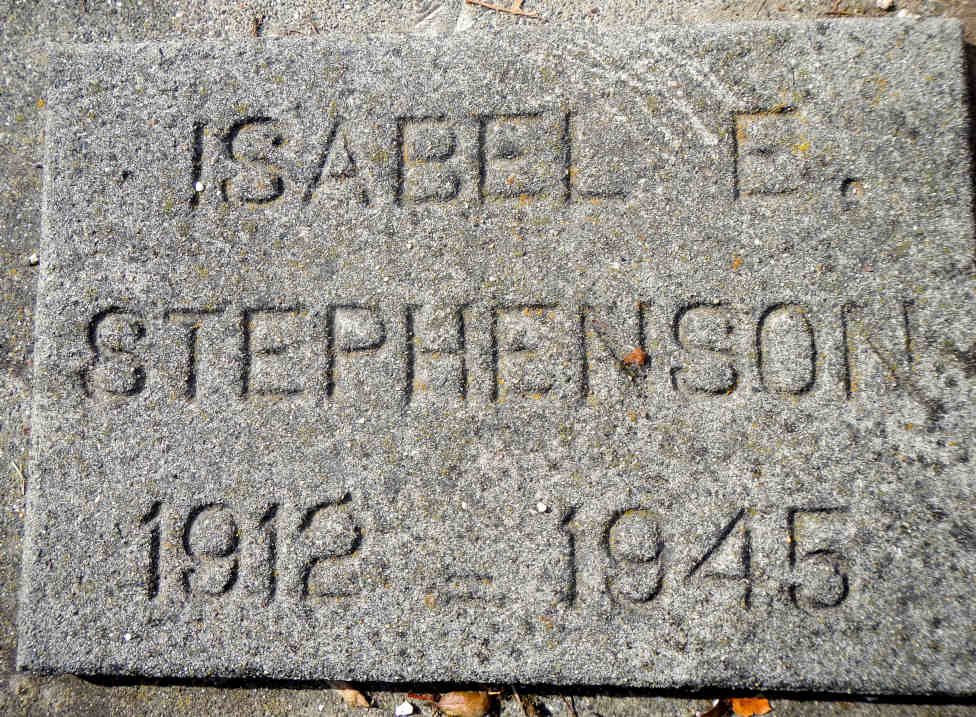 ISABEL E.
STEPHENSON
1912 - 1945